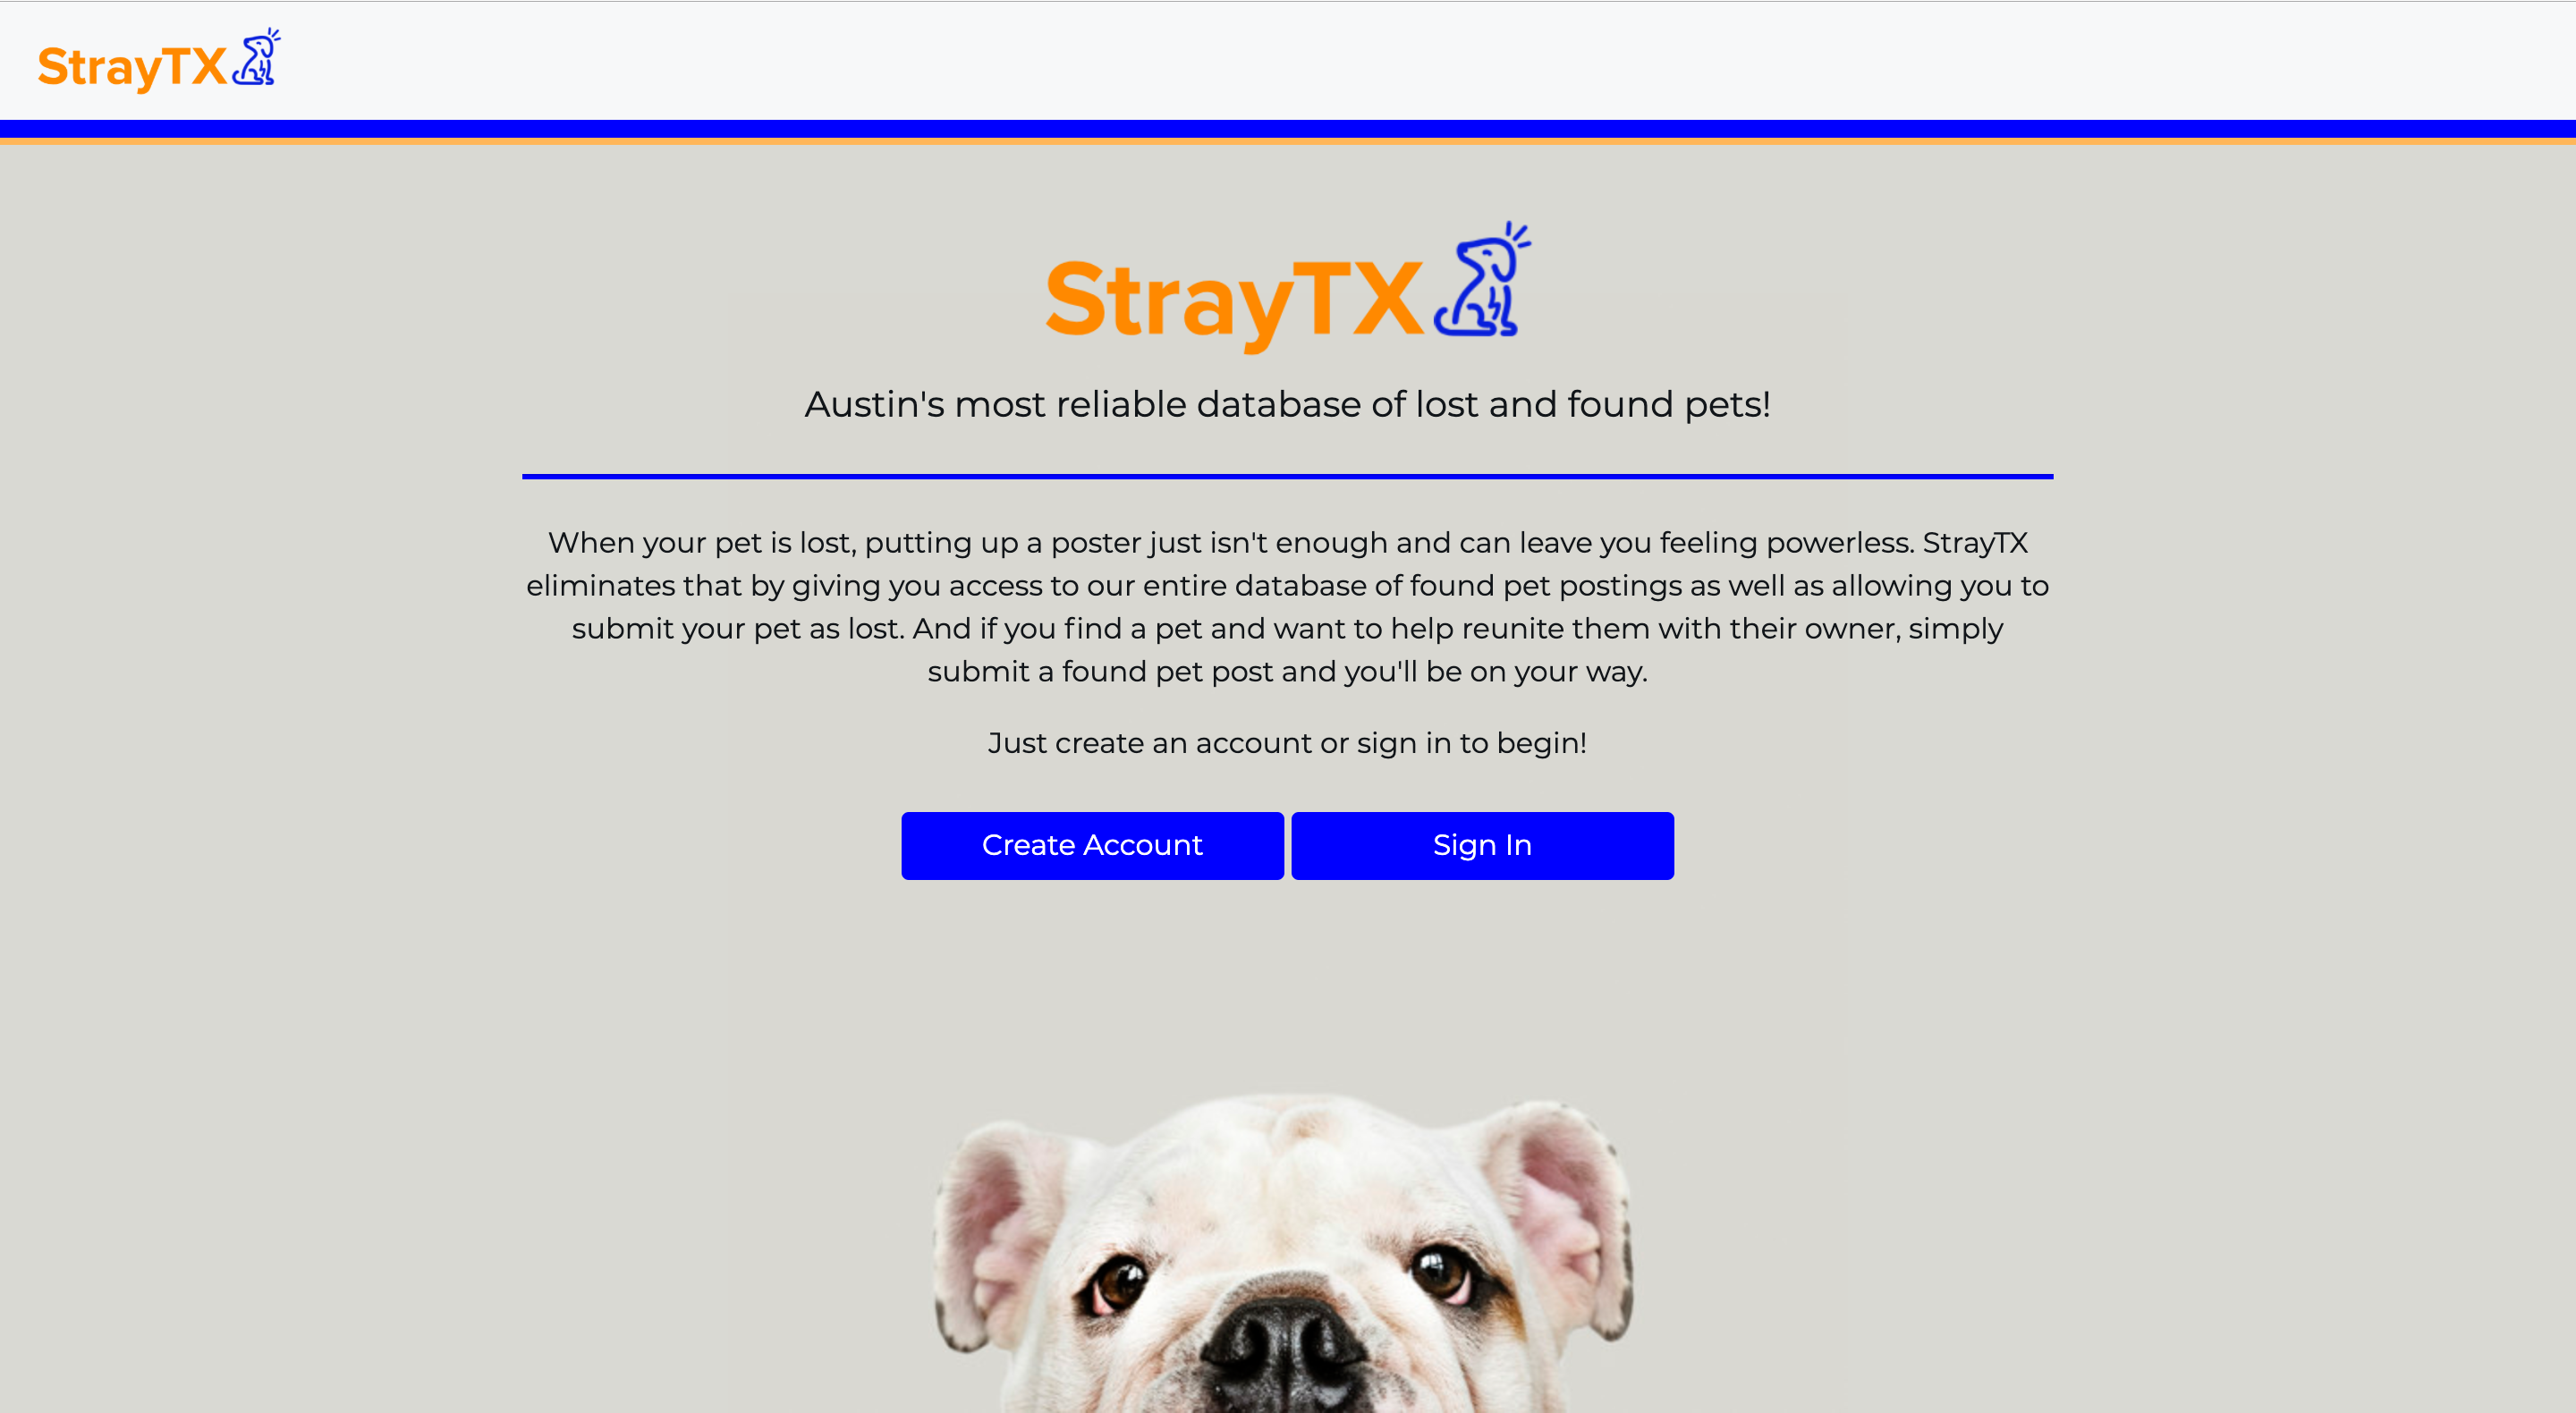 StrayTX
StrayTX
Austin's most reliable database of lost and found pets!
When your pet is lost, putting up a poster just isn't enough and can leave you feeling powerless. StrayTX
eliminates that by giving you access to our entire database of found pet postings as well as allowing you to
submit your pet as lost. And if you find a pet and want to help reunite them with their owner, simply
submit a found pet post and you'll be on your way.
Just create an account or sign in to begin!
Create Account
Sign In